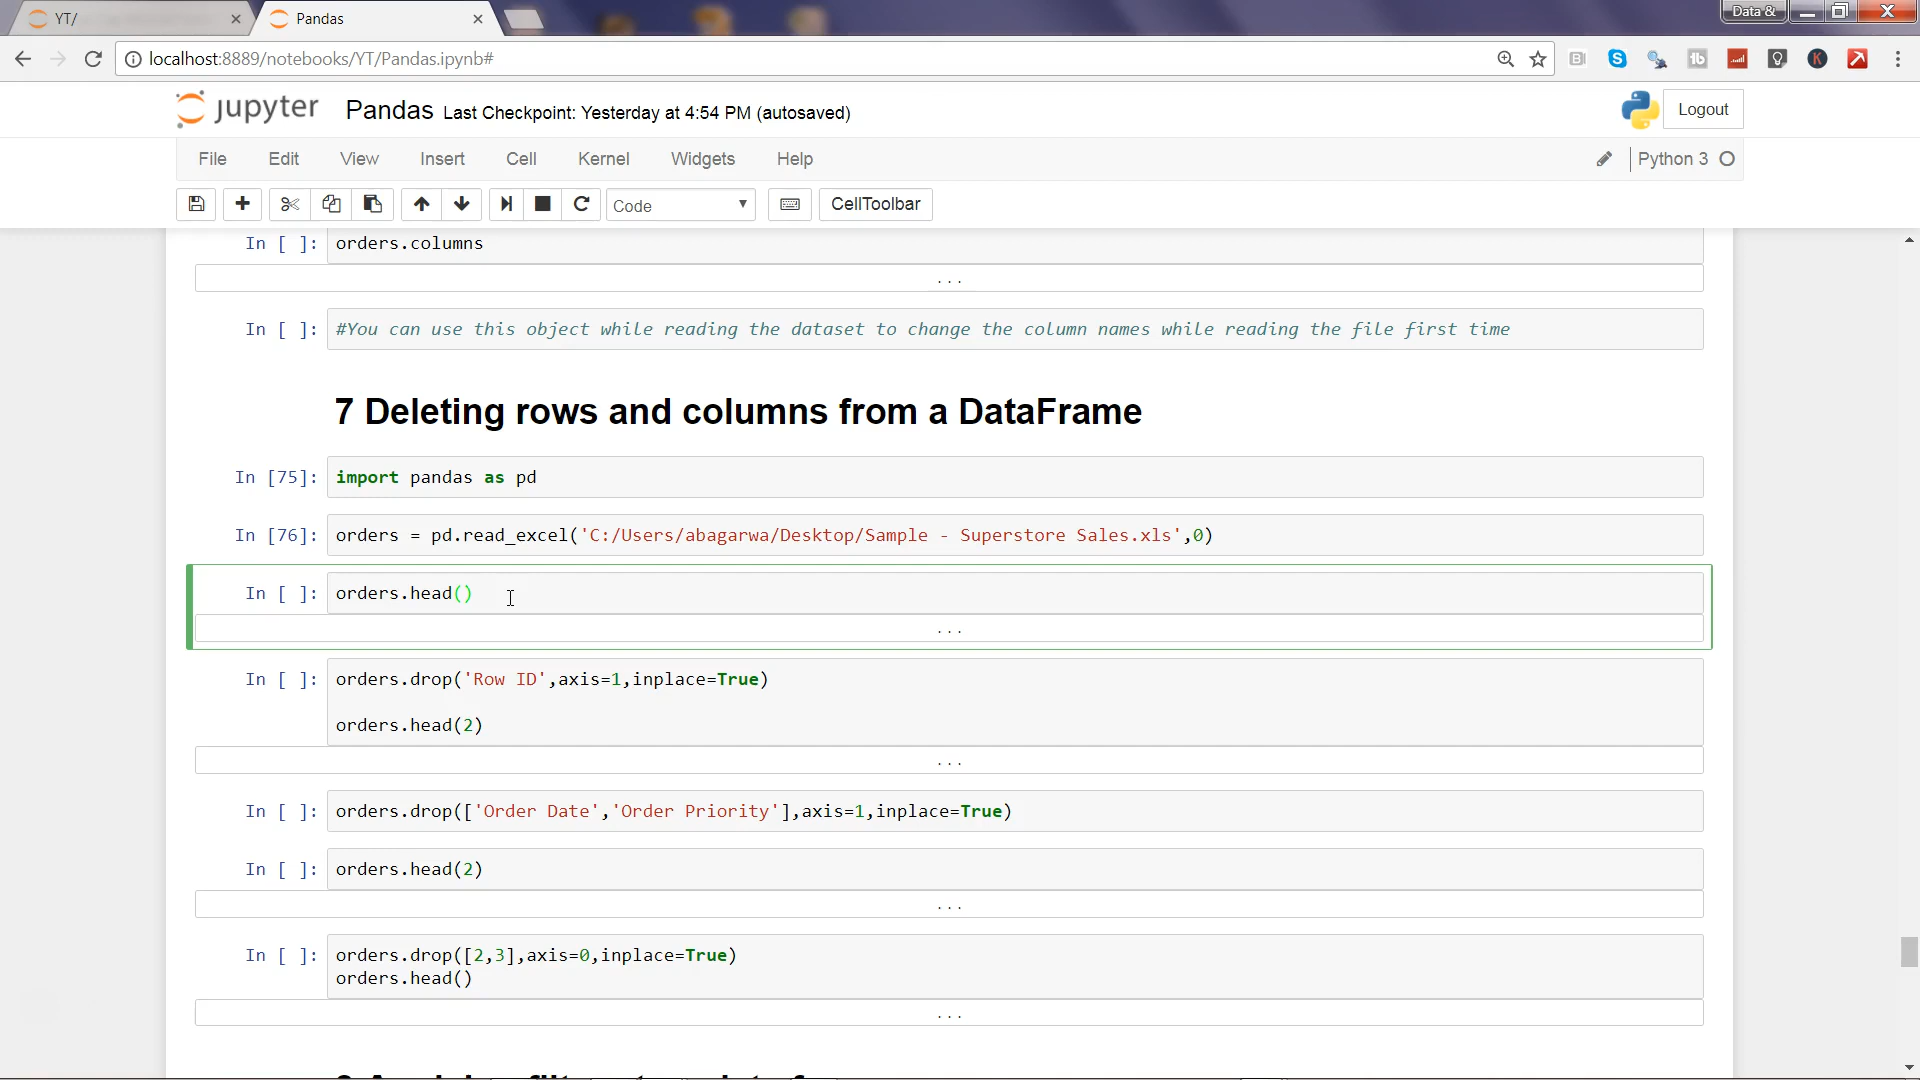 YT/
Pandas
Data &
localhost:8889/notebooks/YT/Pandas.ipynb#
jupyter Pandas Last Checkpoint: Yesterday at 4:54 PM (autosaved)
Logout
File Edit View Insert Cell Kernel Widgets Help
Python 3
Code
CellToolbar
In [ ]: orders.columns
...
In [ ]: #You can use this object while reading the dataset to change the column names while reading the file first time
7 Deleting rows and columns from a DataFrame
In [75]: import pandas as pd
In [76]: orders = pd.read_excel('C:/Users/abagarwa/Desktop/Sample - Superstore Sales.xls',0)
In [ ]: orders.head()
...
In [ ]: orders.drop('Row ID',axis=1,inplace=True)
orders.head(2)
...
In [ ]: orders.drop(['Order Date','Order Priority'],axis=1,inplace=True)
In [ ]: orders.head(2)
...
In [ ]: orders.drop([2,3],axis=0,inplace=True)
orders.head()
...